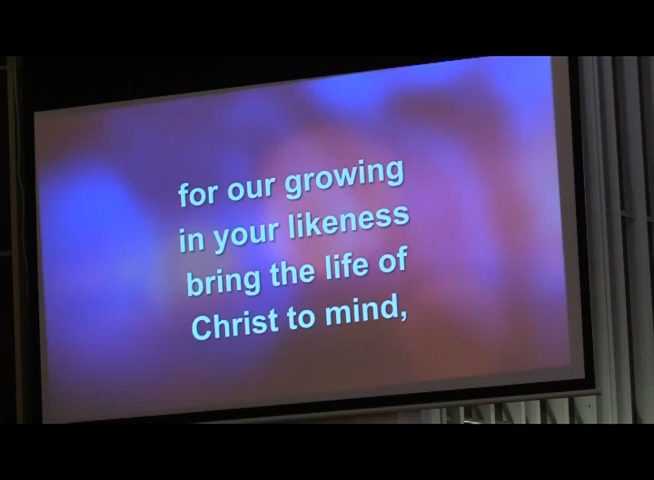 for our growing
in your likeness
bring the life of
Christ to mind,